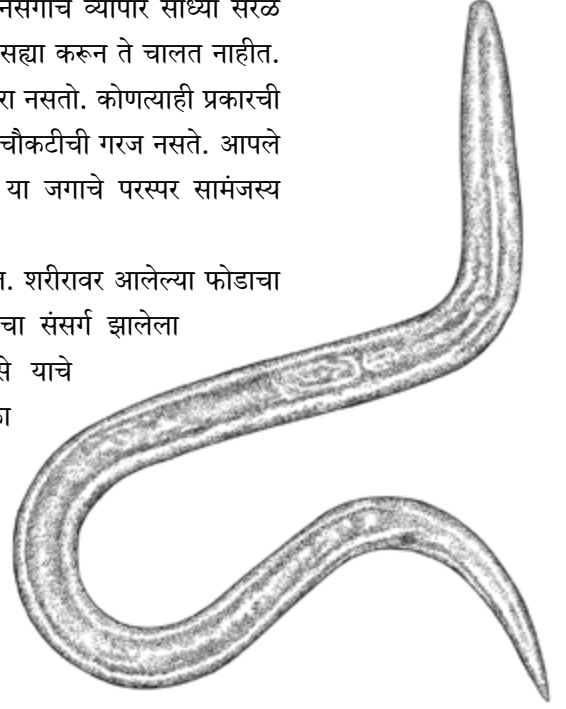 व्यापार साध्या सरळ
सह्या करून ते चालत नाहीत.
नसतो. कोणत्याही प्रकारची
चौकटीची गरज नसते. आपले
या जगाचे परस्पर सामंजस्य
शरीरावर आलेल्या फोडाचा
संसर्ग झालेला
याचे